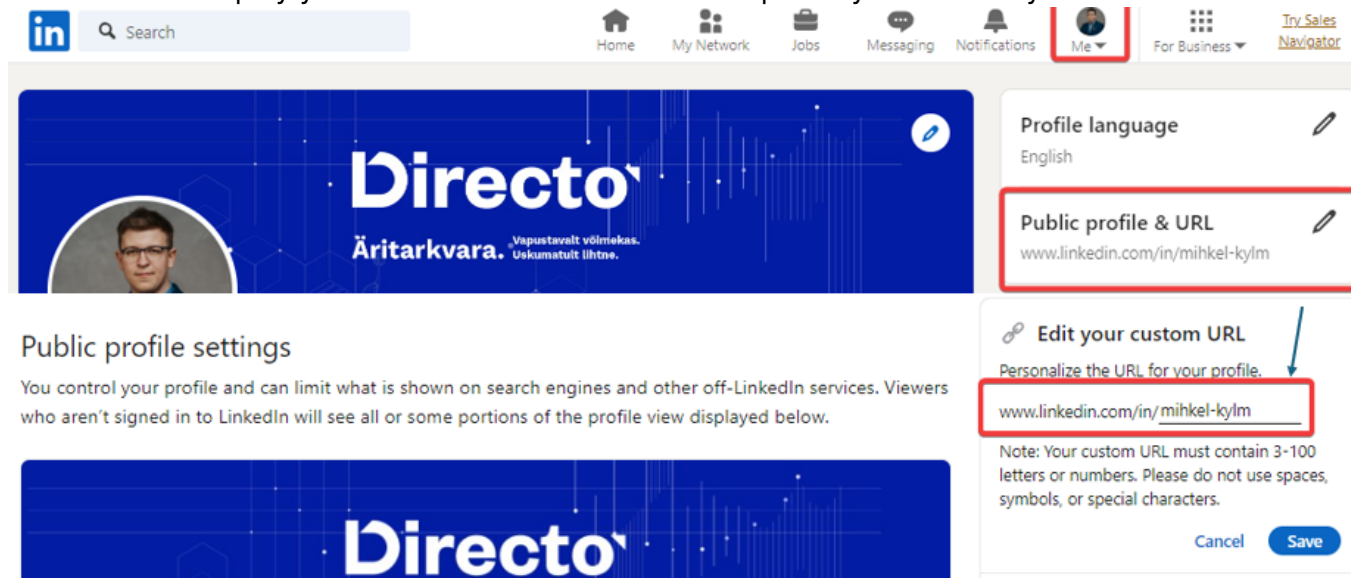 in
Search
Home
My Network
Jobs
Messaging
Notifications
Me
For Business
Try Sales
Navigator
Directo
Äritarkvara.
Vapustavalt võimekas.
Uskumatult lihtne.
Profile language
English
Public profile & URL
www.linkedin.com/in/mihkel-kylm
Public profile settings
You control your profile and can limit what is shown on search engines and other off-LinkedIn services. Viewers
who aren't signed in to LinkedIn will see all or some portions of the profile view displayed below.
Directo
Edit your custom URL
Personalize the URL for your profile.
www.linkedin.com/in/mihkel-kylm
Note: Your custom URL must contain 3-100
letters or numbers. Please do not use spaces,
symbols, or special characters.
Cancel
Save